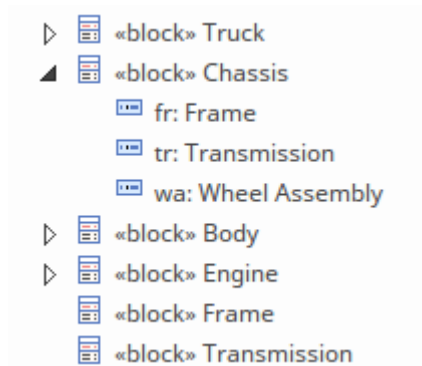 «block» Truck
«block» Chassis
fr: Frame
tr: Transmission
wa: Wheel Assembly
«block» Body
«block» Engine
«block» Frame
«block» Transmission